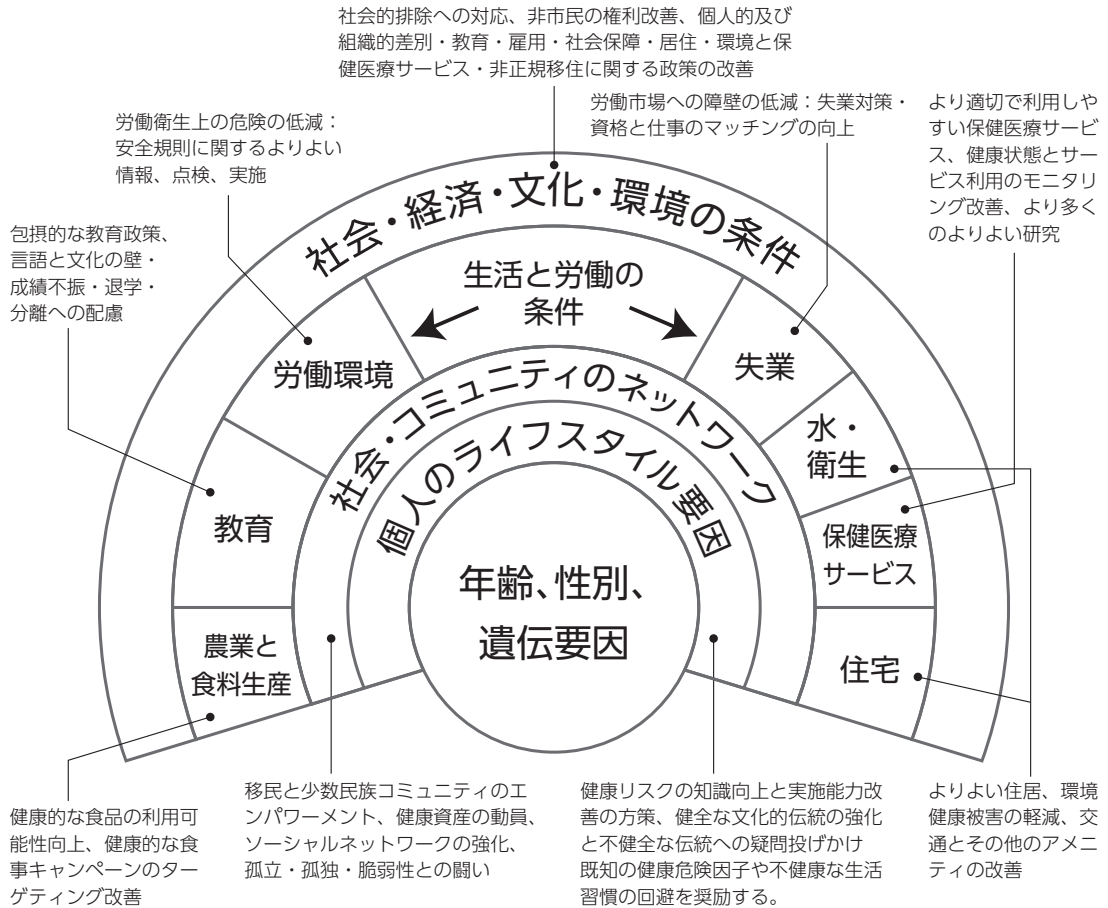 社会的排除への対応、非市民の権利改善、個人的及び
組織的差別・教育・雇用・社会保障・居住・環境と保
健医療サービス・非正規移住に関する政策の改善
労働市場への障壁の低減：失業対策・
資格と仕事のマッチングの向上
より適切で利用しや
すい保健医療サービ
ス、健康状態とサー
ビス利用のモニタリ
ング改善、より多く
のよりよい研究
労働衛生上の危険の低減：
安全規則に関するよりよい
情報、点検、実施
包摂的な教育政策、
言語と文化の壁・
成績不振・退学・
分離への配慮
社会・経済・文化・環境の条件
生活と労働の
条件
労働環境
失業
社会・コミュニティのネットワーク
水・
衛生
個人のライフスタイル要因
教育
保健医療
サービス
年齢、性別、
遺伝要因
農業と
食料生産
住宅
健康的な食品の利用可
能性向上、健康的な食
事キャンペーンのター
ゲティング改善
移民と少数民族コミュニティのエ
ンパワーメント、健康資産の動員、
ソーシャルネットワークの強化、
孤立・孤独・脆弱性との闘い
健康リスクの知識向上と実施能力改
善の方策、健全な文化的伝統の強化
と不健全な伝統への疑問投げかけ
既知の健康危険因子や不健康な生活
習慣の回避を奨励する。
よりよい住居、環境
健康被害の軽減、交
通とその他のアメニ
ティの改善